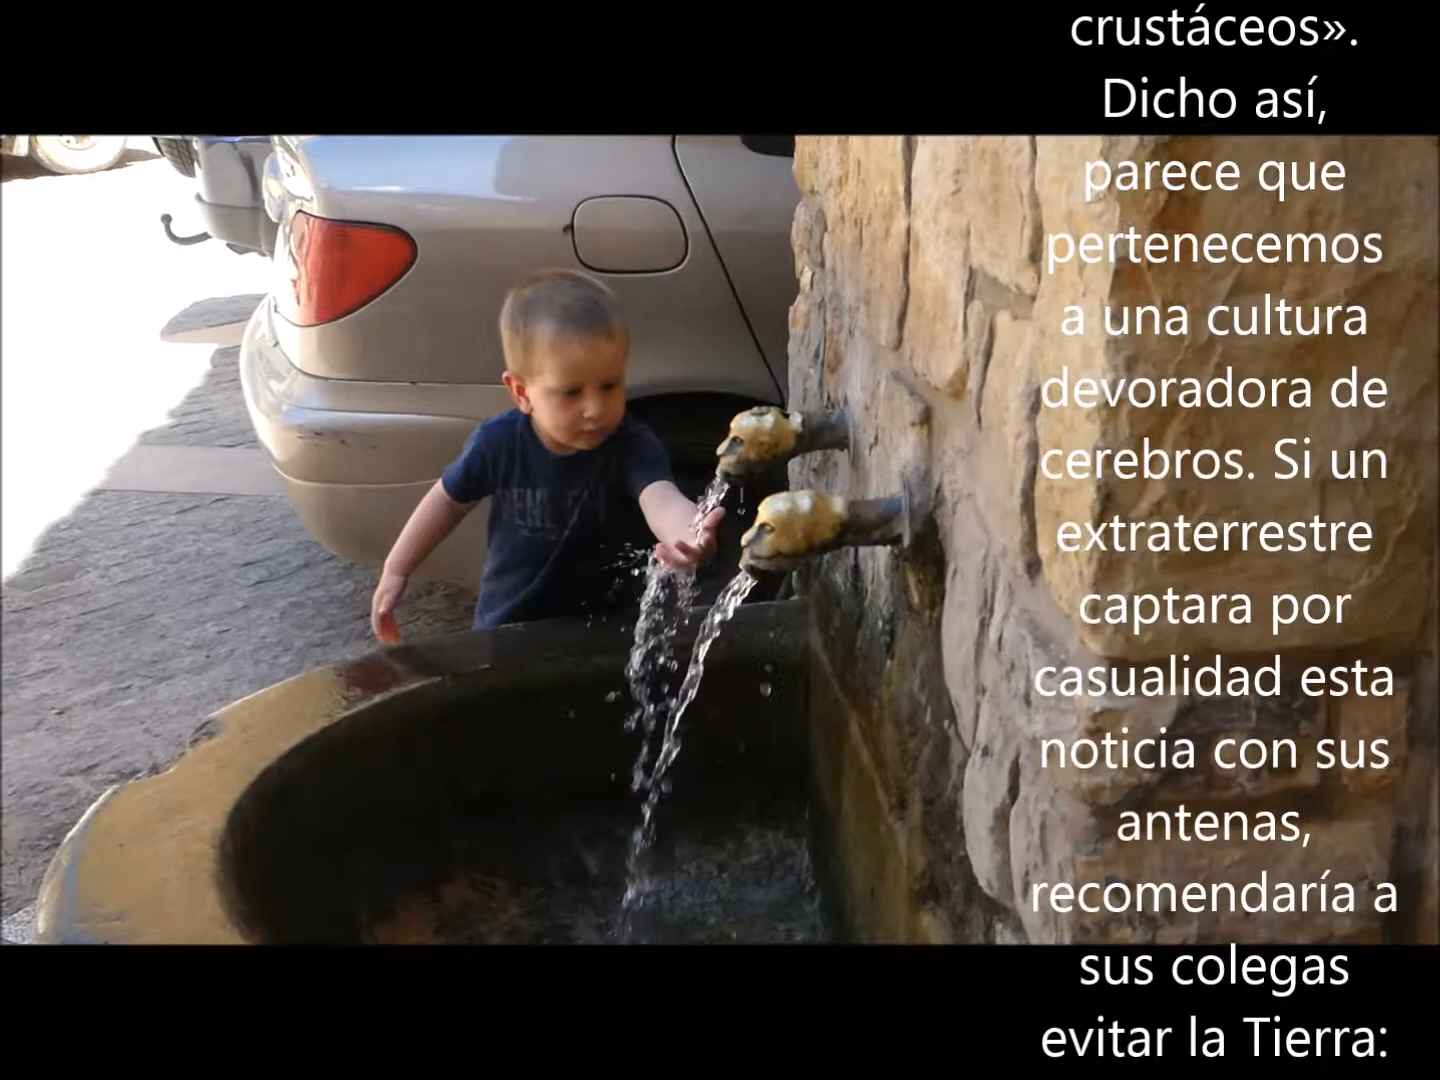 crustáceos».
Dicho así,
parece que
pertenecemos
a una cultura
devoradora de
cerebros. Si un
extraterrestre
captara por
casualidad esta
noticia con sus
antenas,
recomendaría a
sus colegas
evitar la Tierra: